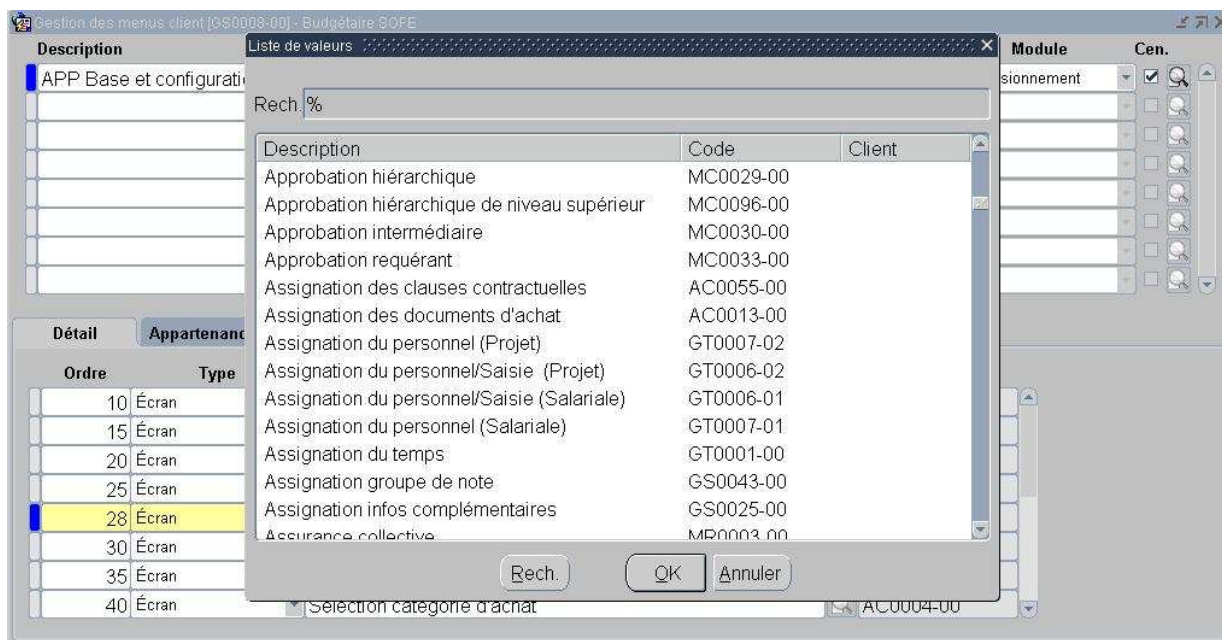 Gestion des menus client [GS0008-00] - Budgétaire SOFE
Description
Liste de valeurs
Module Cen.
APP Base et configurati
sionnement
Rech. %
Description Code Client
Approbation hiérarchique MC0029-00
Approbation hiérarchique de niveau supérieur MC0096-00
Approbation intermédiaire MC0030-00
Approbation requérant MC0033-00
Assignation des clauses contractuelles AC0055-00
Assignation des documents d'achat AC0013-00
Assignation du personnel (Projet) GT0007-02
Assignation du personnel/Saisie (Projet) GT0006-02
Assignation du personnel/Saisie (Salariale) GT0006-01
Assignation du personnel (Salariale) GT0007-01
Assignation du temps GT0001-00
Assignation groupe de note GS0043-00
Assignation infos complémentaires GS0025-00
Assurance collective MR0003-00
Rech. OK Annuler
Détail Appartenanc
Ordre Type
10 Écran
15 Écran
20 Écran
25 Écran
28 Écran
30 Écran
35 Écran
40 Écran Sélection catégorie d'achat AC0004-00